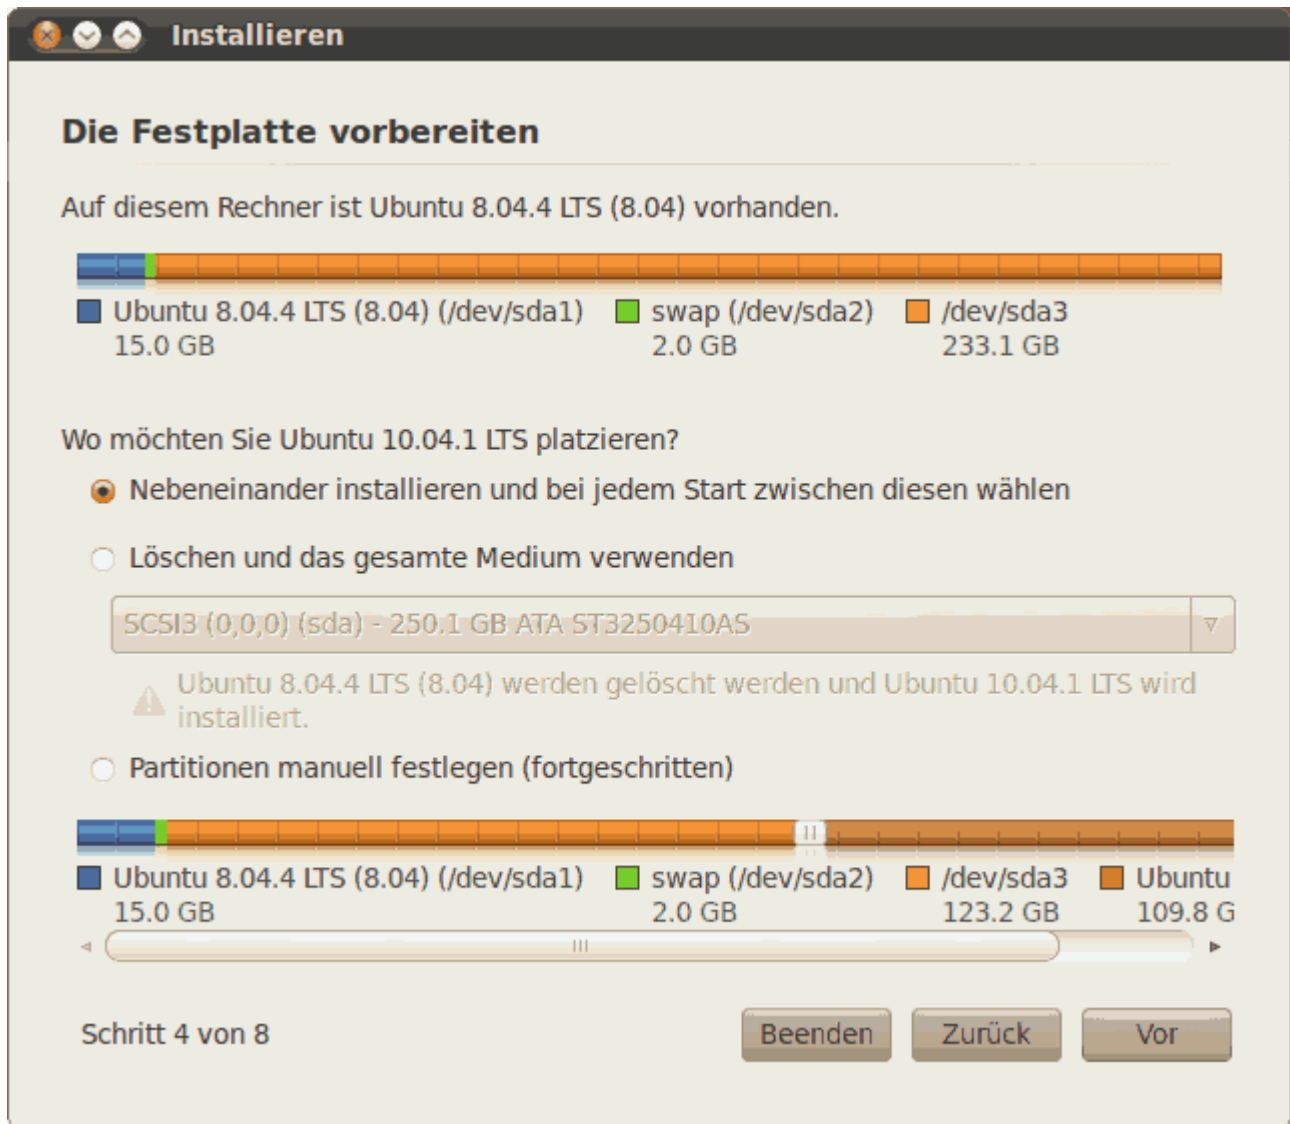 Installieren
Die Festplatte vorbereiten
Auf diesem Rechner ist Ubuntu 8.04.4 LTS (8.04) vorhanden.
Ubuntu 8.04.4 LTS (8.04) (/dev/sda1) swap (/dev/sda2) /dev/sda3
15.0 GB 2.0 GB 233.1 GB
Wo möchten Sie Ubuntu 10.04.1 LTS platzieren?
Nebeneinander installieren und bei jedem Start zwischen diesen wählen
Löschen und das gesamte Medium verwenden
SCSI3 (0,0,0) (sda) - 250.1 GB ATA ST3250410AS
Ubuntu 8.04.4 LTS (8.04) werden gelöscht werden und Ubuntu 10.04.1 LTS wird
installiert.
Partitionen manuell festlegen (fortgeschritten)
Ubuntu 8.04.4 LTS (8.04) (/dev/sda1) swap (/dev/sda2) /dev/sda3 Ubuntu
15.0 GB 2.0 GB 123.2 GB 109.8 G
Schritt 4 von 8 Beenden Zurück Vor